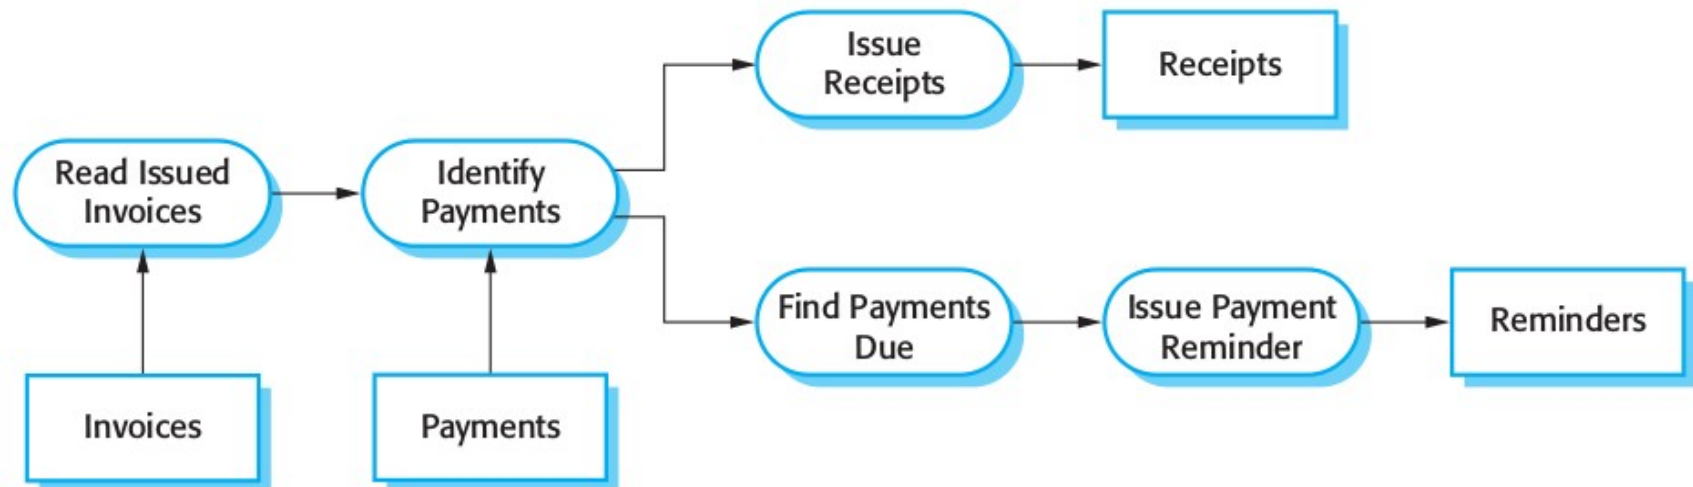 Issue
Receipts
Receipts
Read Issued
Invoices
Identify
Payments
Find Payments
Due
Issue Payment
Reminder
Reminders
Invoices
Payments